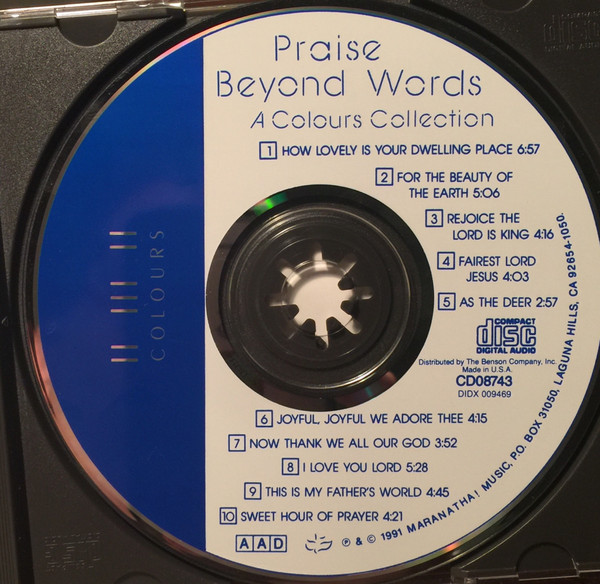 Praise
Beyond Words
A Colours Collection
1 HOW LOVELY IS YOUR DWELLING PLACE 6:57
2 FOR THE BEAUTY OF
THE EARTH 5:06
3 REJOICE THE
LORD IS KING 4:16
4 FAIREST LORD
JESUS 4:03
5 AS THE DEER 2:57
COLOURS
COMPACT
disc
DIGITAL AUDIO
Distributed by The Benson Company, Inc.
Made in U.S.A.
CD08743
DIDX 009469
6 JOYFUL, JOYFUL WE ADORE THEE 4:15
7 NOW THANK WE ALL OUR GOD 3:52
8 I LOVE YOU LORD 5:28
9 THIS IS MY FATHER'S WORLD 4:45
10 SWEET HOUR OF PRAYER 4:21
AAD
℗ & © 1991 MARANATHA! MUSIC, P.O. BOX 31050, LAGUNA HILLS, CA 92654-1050.